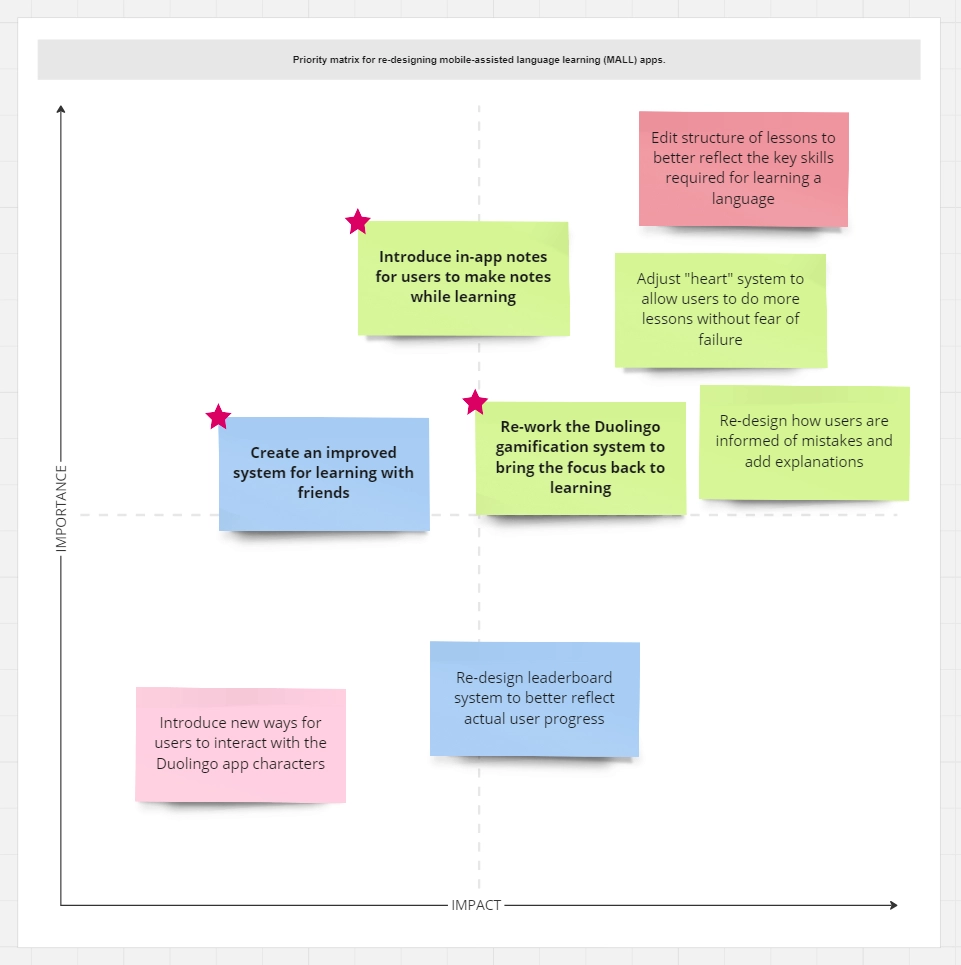 Priority matrix for re-designing mobile-assisted language learning (MALL) apps.
Edit structure of lessons to
better reflect the key skills
required for learning a
language
Introduce in-app notes
for users to make notes
while learning
Adjust "heart" system to
allow users to do more
lessons without fear of
failure
Create an improved
system for learning with
friends
Re-work the Duolingo
gamification system to
bring the focus back to
learning
Re-design how users are
informed of mistakes and
add explanations
IMPORTANCE
Re-design leaderboard
system to better reflect
actual user progress
Introduce new ways for
users to interact with the
Duolingo app characters
IMPACT